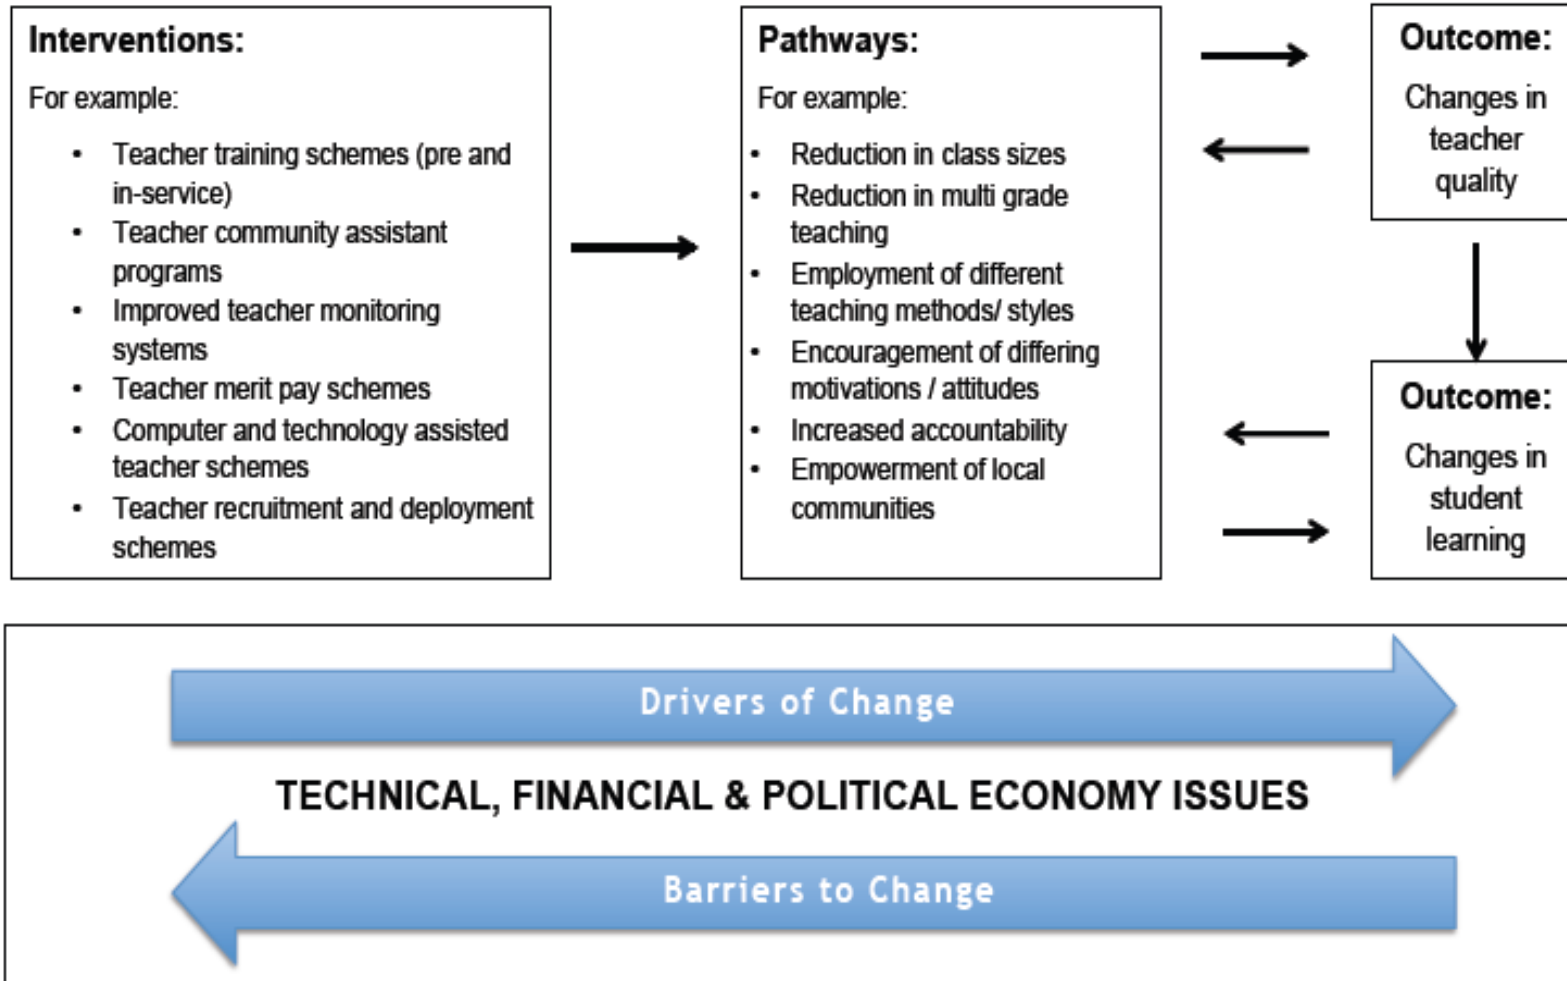 Interventions:
For example:
• Teacher training schemes (pre and
in-service)
• Teacher community assistant
programs
• Improved teacher monitoring
systems
• Teacher merit pay schemes
• Computer and technology assisted
teacher schemes
• Teacher recruitment and deployment
schemes
Pathways:
For example:
• Reduction in class sizes
• Reduction in multi grade
teaching
• Employment of different
teaching methods/ styles
• Encouragement of differing
motivations / attitudes
• Increased accountability
• Empowerment of local
communities
Outcome:
Changes in
teacher
quality
Outcome:
Changes in
student
learning
Drivers of Change
TECHNICAL, FINANCIAL & POLITICAL ECONOMY ISSUES
Barriers to Change